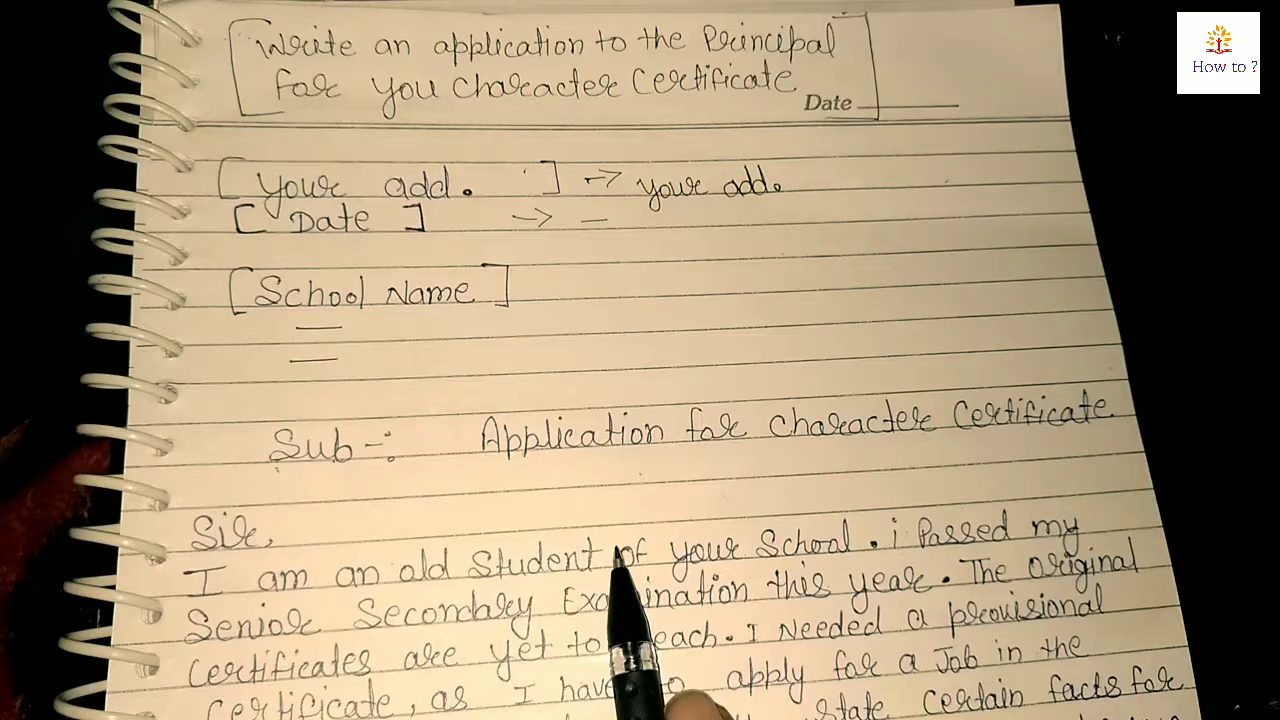 Write an application to the Principal
for you character certificate
Date
How to ?
[ your add. ] → your add.
[ Date ] → –
[School Name]
Sub -: Application for character certificate
Sir,
I am an old student of your School. i Passed my
Senior Secondary Examination this year. The original
certificates are yet to reach. I Needed a provisional
certificate, as I have to apply for a Job in the
State certain facts for